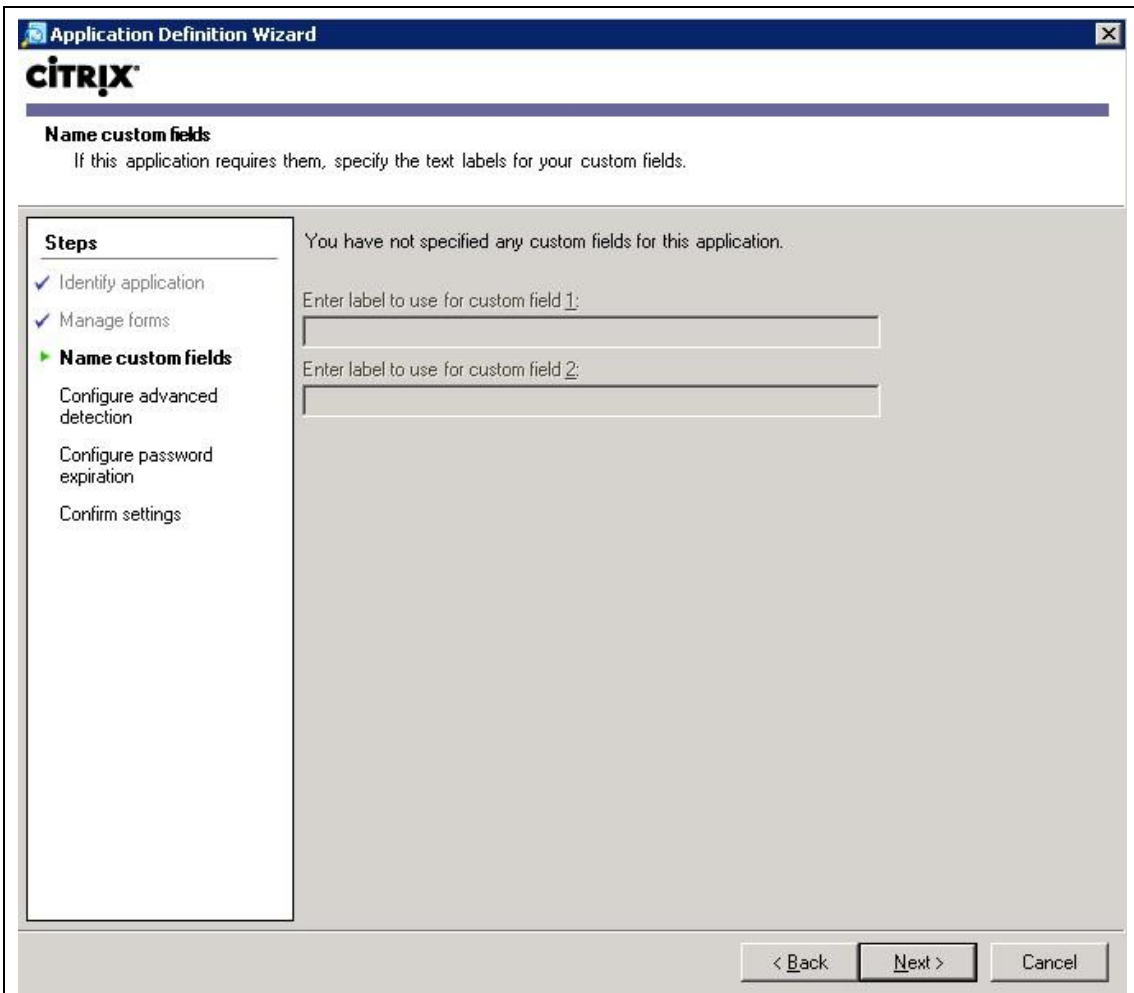 Application Definition Wizard
CİTRIX
Name custom fields
If this application requires them, specify the text labels for your custom fields.
Steps
Identify application
Manage forms
Name custom fields
Configure advanced
detection
Configure password
expiration
Confirm settings
You have not specified any custom fields for this application.
Enter label to use for custom field 1:
Enter label to use for custom field 2:
< Back
Next >
Cancel